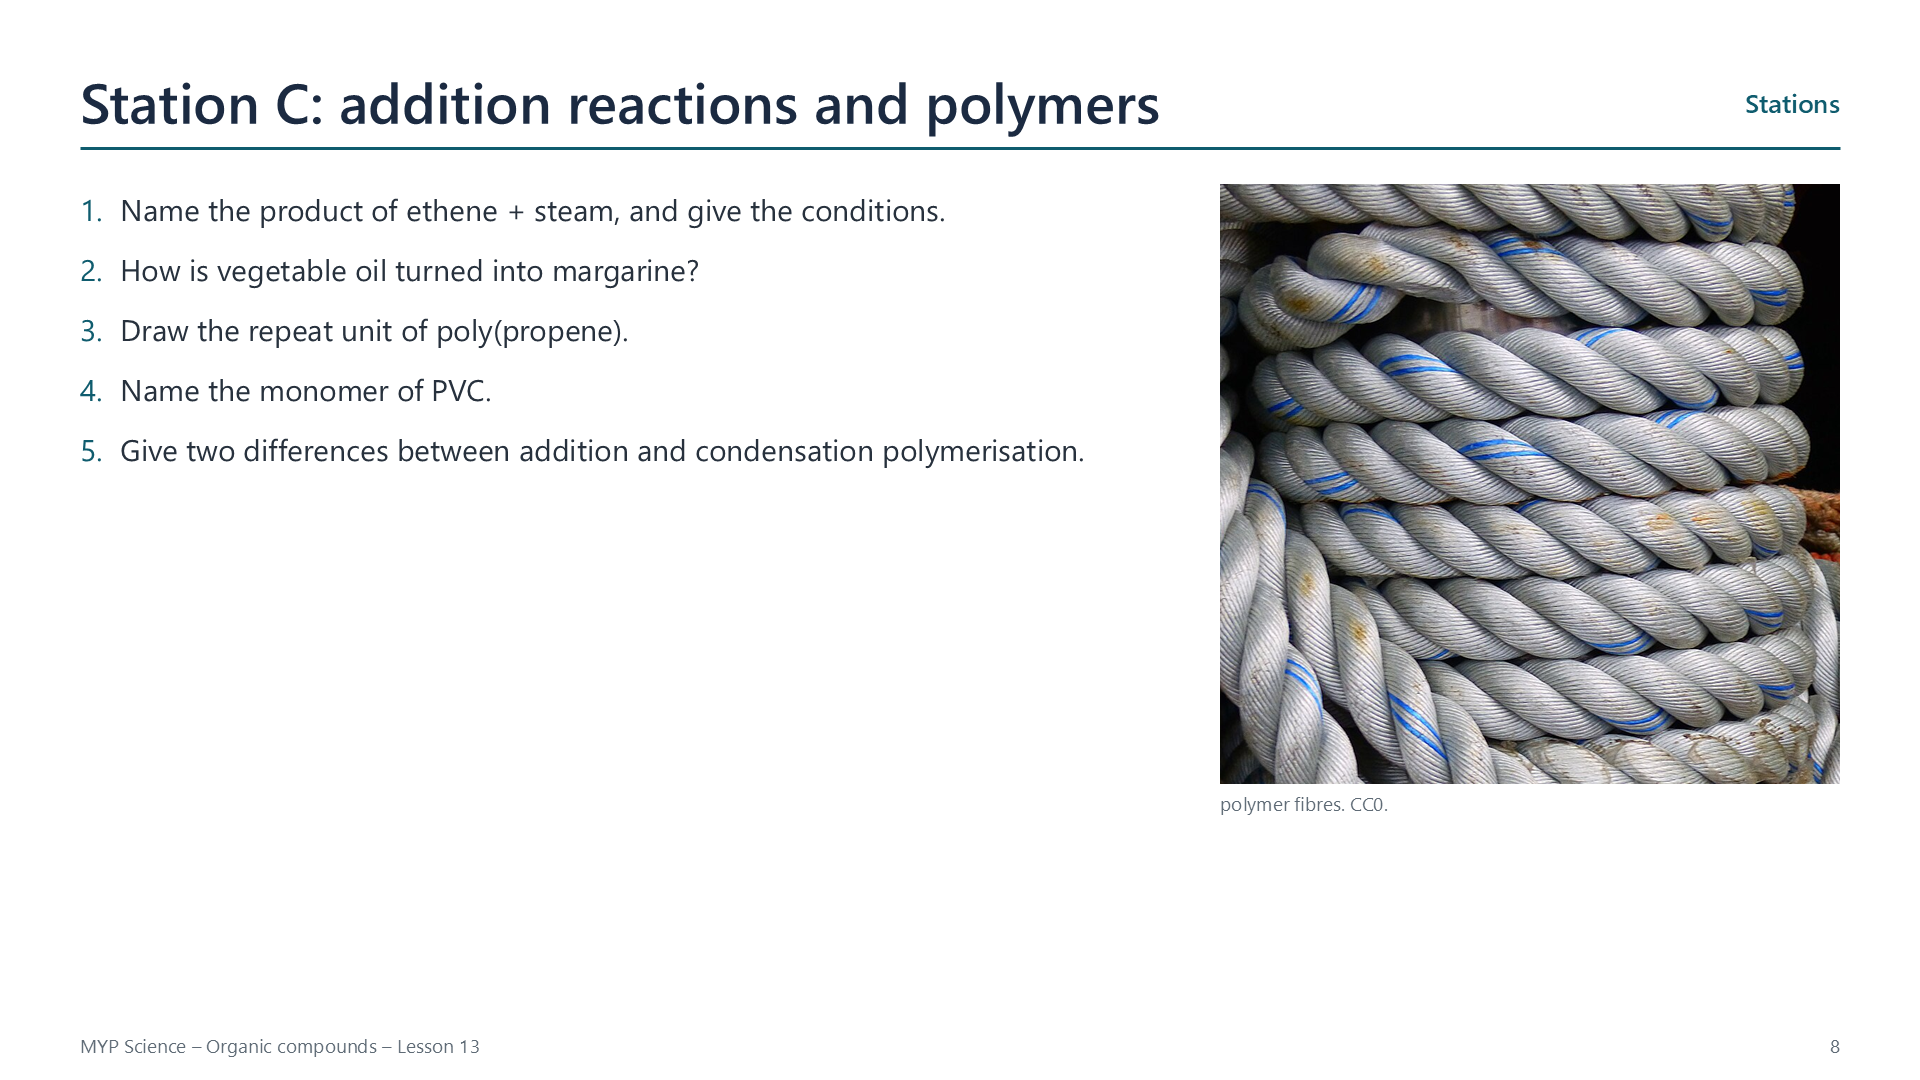 Station C: addition reactions and polymers
Stations
1. Name the product of ethene + steam, and give the conditions.
2. How is vegetable oil turned into margarine?
3. Draw the repeat unit of poly(propene).
4. Name the monomer of PVC.
5. Give two differences between addition and condensation polymerisation.
polymer fibres. CC0.
MYP Science – Organic compounds – Lesson 13
8